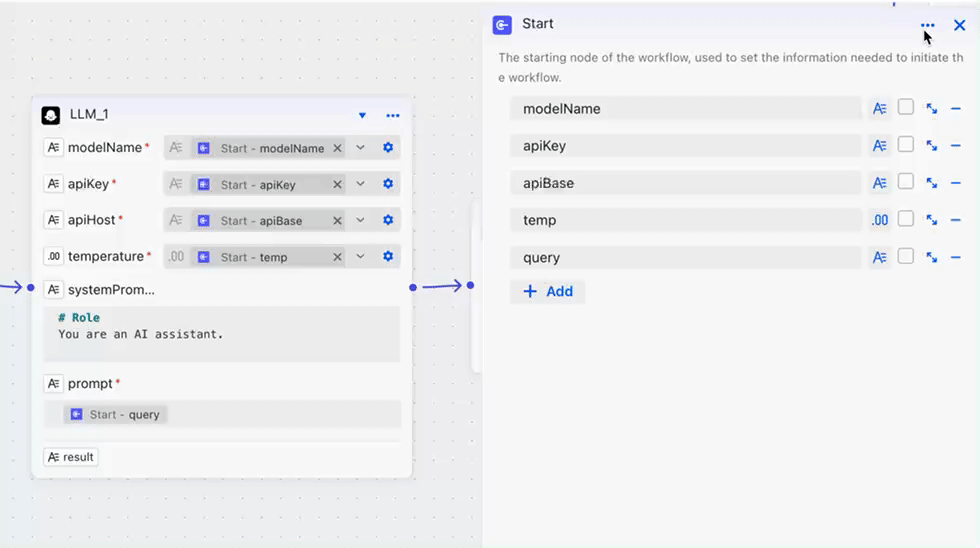 LLM_1
modelName*
Start - modelName
apiKey*
Start - apiKey
apiHost*
Start - apiBase
.00 temperature*
.00 Start - temp
systemProm...
# Role
You are an AI assistant.
prompt*
Start - query
result
Start
The starting node of the workflow, used to set the information needed to initiate th
e workflow.
modelName
apiKey
apiBase
temp
.00
query
+ Add